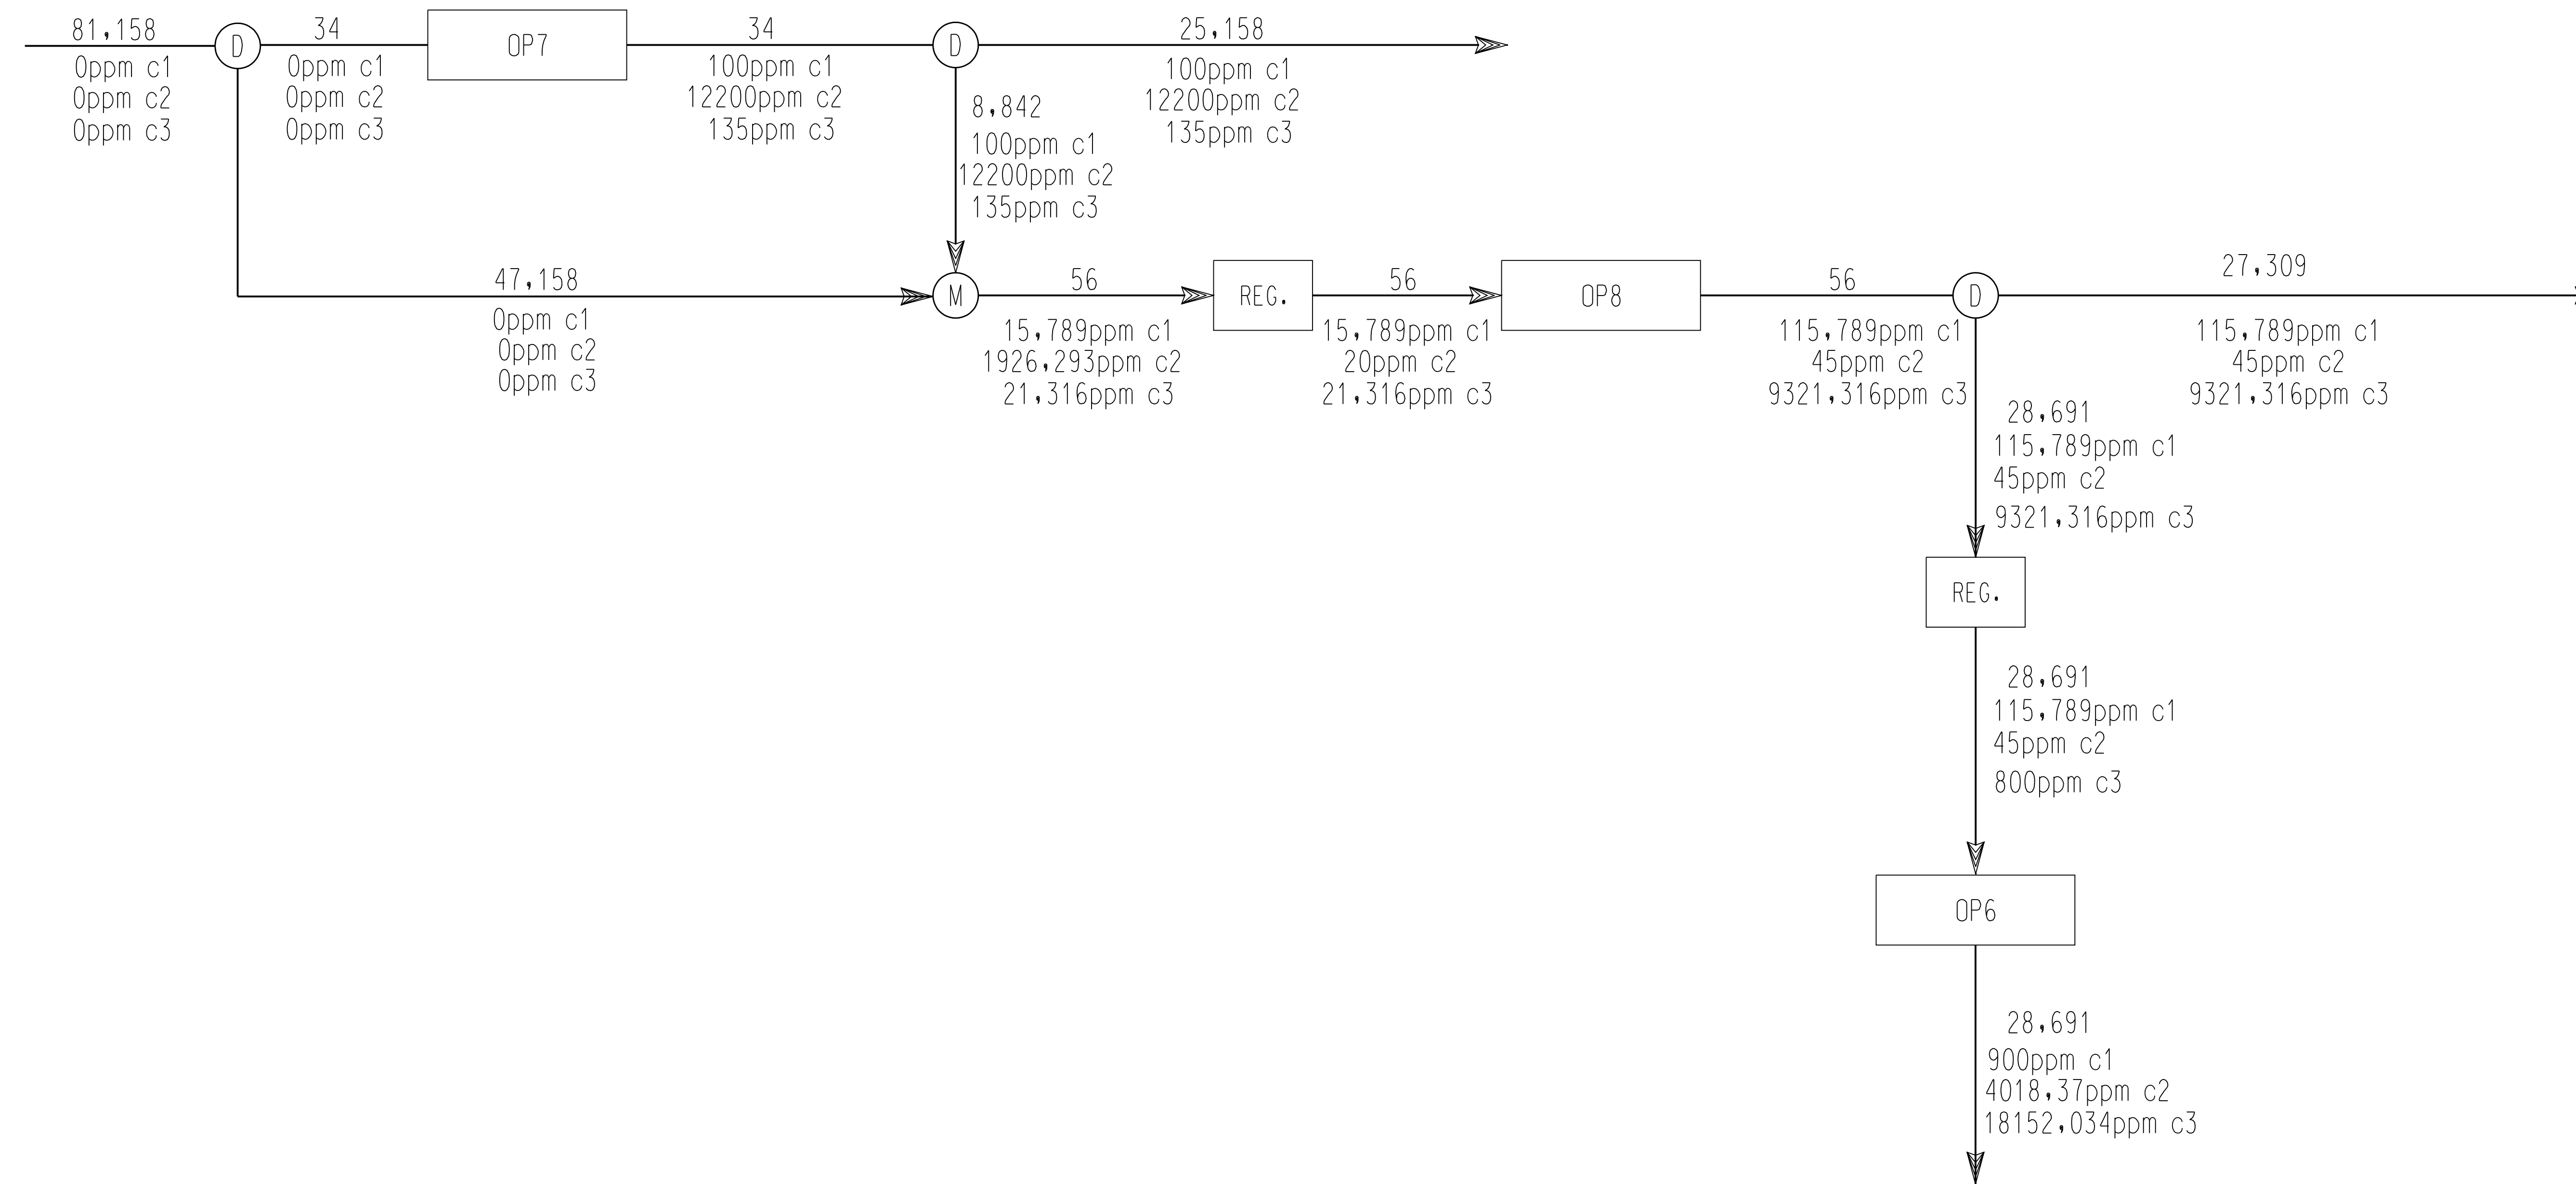 81,158
0ppm c1
0ppm c2
0ppm c3
D
34
0ppm c1
0ppm c2
0ppm c3
OP7
34
100ppm c1
12200ppm c2
135ppm c3
D
25,158
100ppm c1
12200ppm c2
135ppm c3
8,842
100ppm c1
12200ppm c2
135ppm c3
47,158
0ppm c1
0ppm c2
0ppm c3
M
56
15,789ppm c1
1926,293ppm c2
21,316ppm c3
REG.
56
15,789ppm c1
20ppm c2
21,316ppm c3
OP8
56
115,789ppm c1
45ppm c2
9321,316ppm c3
D
27,309
115,789ppm c1
45ppm c2
9321,316ppm c3
28,691
115,789ppm c1
45ppm c2
9321,316ppm c3
REG.
28,691
115,789ppm c1
45ppm c2
800ppm c3
OP6
28,691
900ppm c1
4018,37ppm c2
18152,034ppm c3